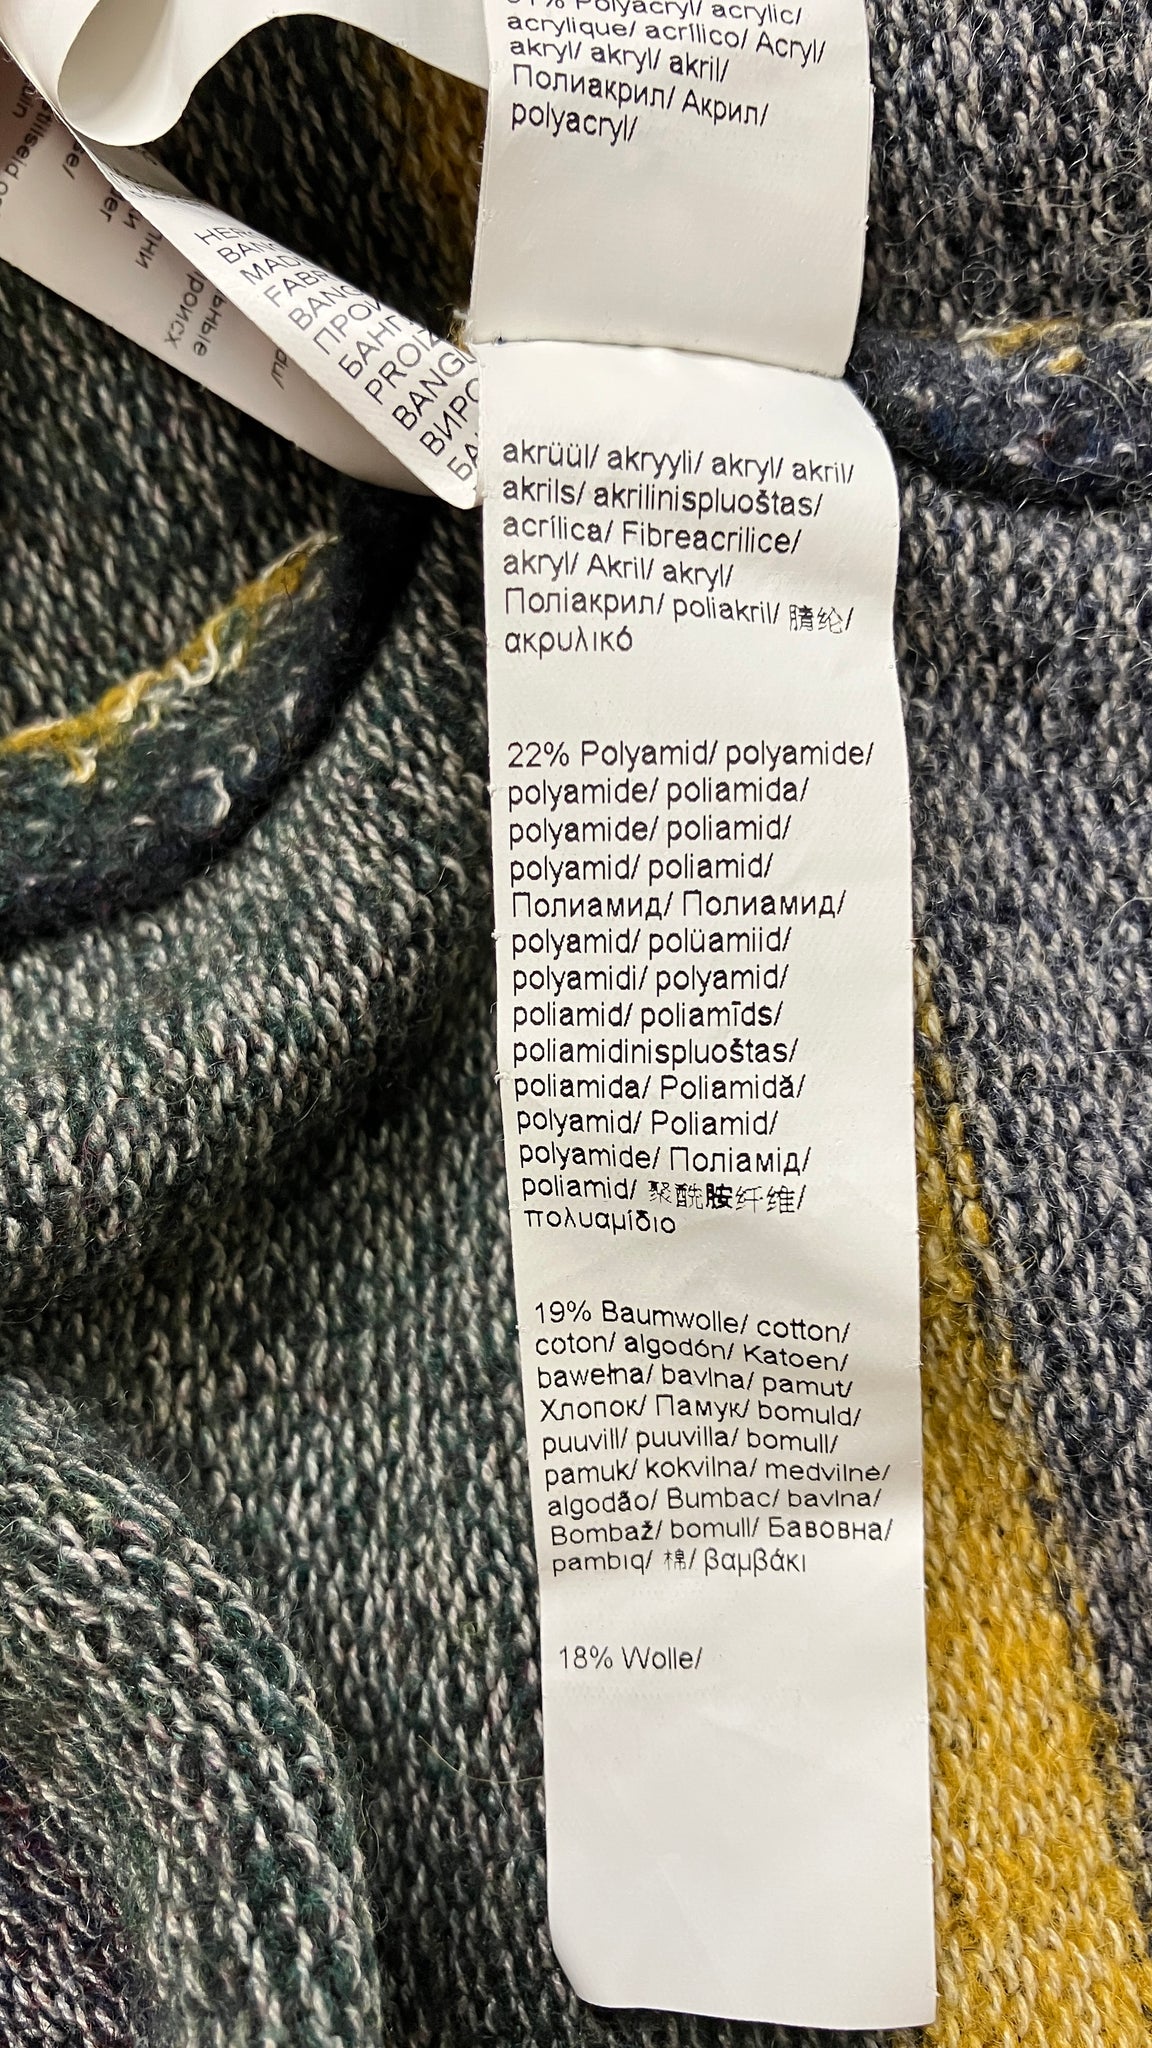 Polyacryl/ acrylic/
acrylique/ acrílico/ Acryl/
akryl/ akryl/ akril/
Полиакрил/ Акрил/
polyacryl/
akrüül/ akryyli/ akryl/ akril/
akrils/ akrilinispluoštas/
acrílica/ Fibreacrilice/
akryl/ Akril/ akryl/
Поліакрил/ poliakril/ 腈纶/
ακρυλικό
22% Polyamid/ polyamide/
polyamide/ poliamida/
polyamide/ poliamid/
polyamid/ poliamid/
Полиамид/ Полиамид/
polyamid/ polüamiid/
polyamidi/ polyamid/
poliamid/ poliamīds/
poliamidinispluoštas/
poliamida/ Poliamidă/
polyamid/ Poliamid/
polyamide/ Поліамід/
poliamid/ 聚酰胺纤维/
πολυαμίδιο
19% Baumwolle/ cotton/
coton/ algodón/ Katoen/
bawełna/ bavlna/ pamut/
Хлопок/ Памук/ bomuld/
puuvill/ puuvilla/ bomull/
pamuk/ kokvilna/ medvilnė/
algodão/ Bumbac/ bavlna/
Bombaž/ bomull/ Бавовна/
pambıq/ 棉/ βαμβάκι
18% Wolle/